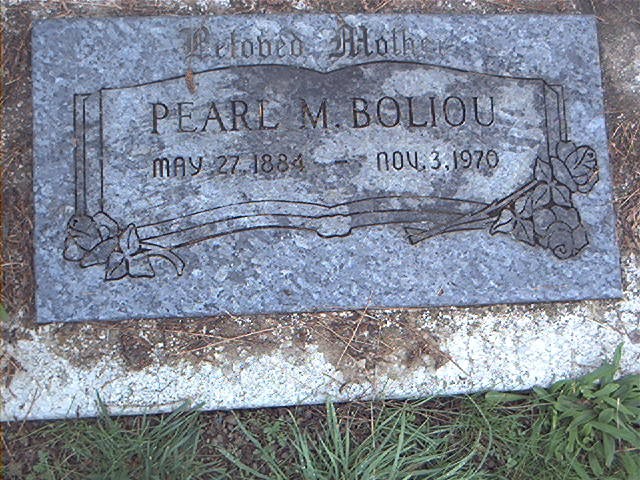 Beloved Mother
PEARL M. BOLIOU
MAY 27, 1884 — NOV. 3, 1970